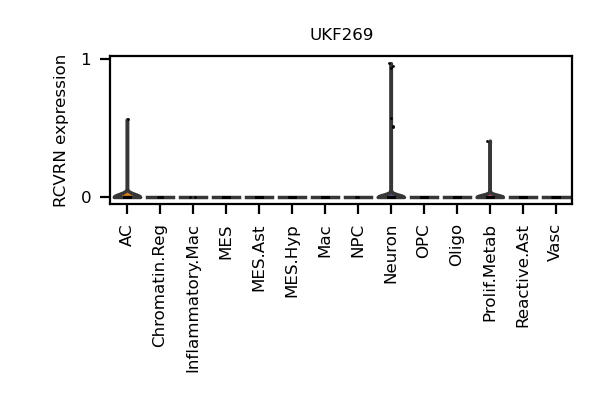 UKF269
RCVRN expression
1
0
AC
Chromatin.Reg
Inflammatory.Mac
MES
MES.Ast
MES.Hyp
Mac
NPC
Neuron
OPC
Oligo
Prolif.Metab
Reactive.Ast
Vasc